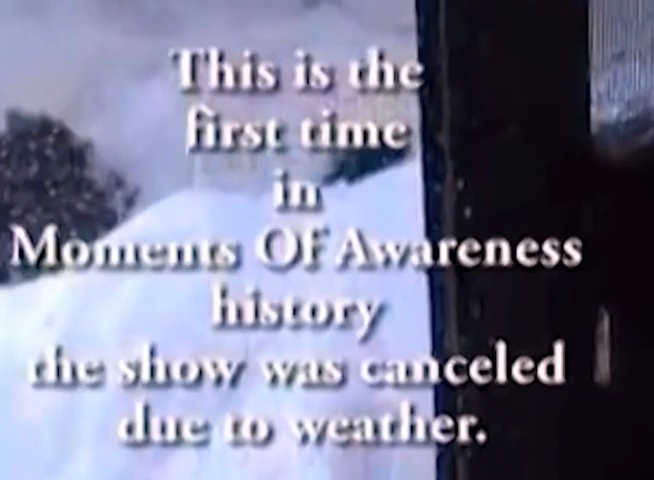 This is the
first time
in
Moments Of Awareness
history
the show was canceled
due to weather.